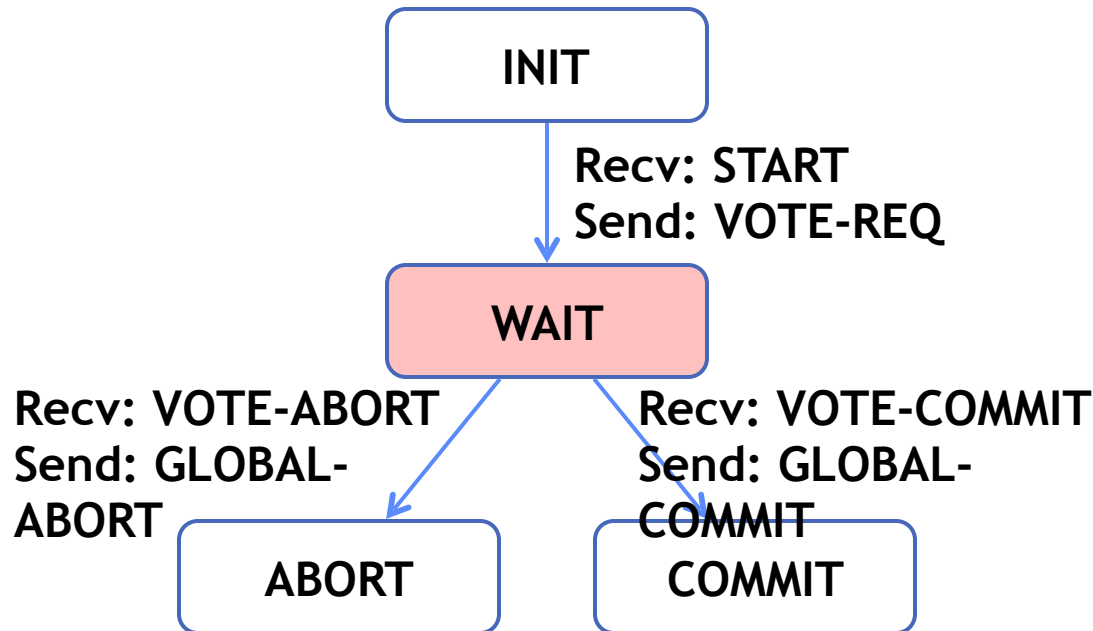 INIT
Recv: START
Send: VOTE-REQ
WAIT
Recv: VOTE-ABORT
Send: GLOBAL-
ABORT
Recv: VOTE-COMMIT
Send: GLOBAL-
COMMIT
ABORT
COMMIT